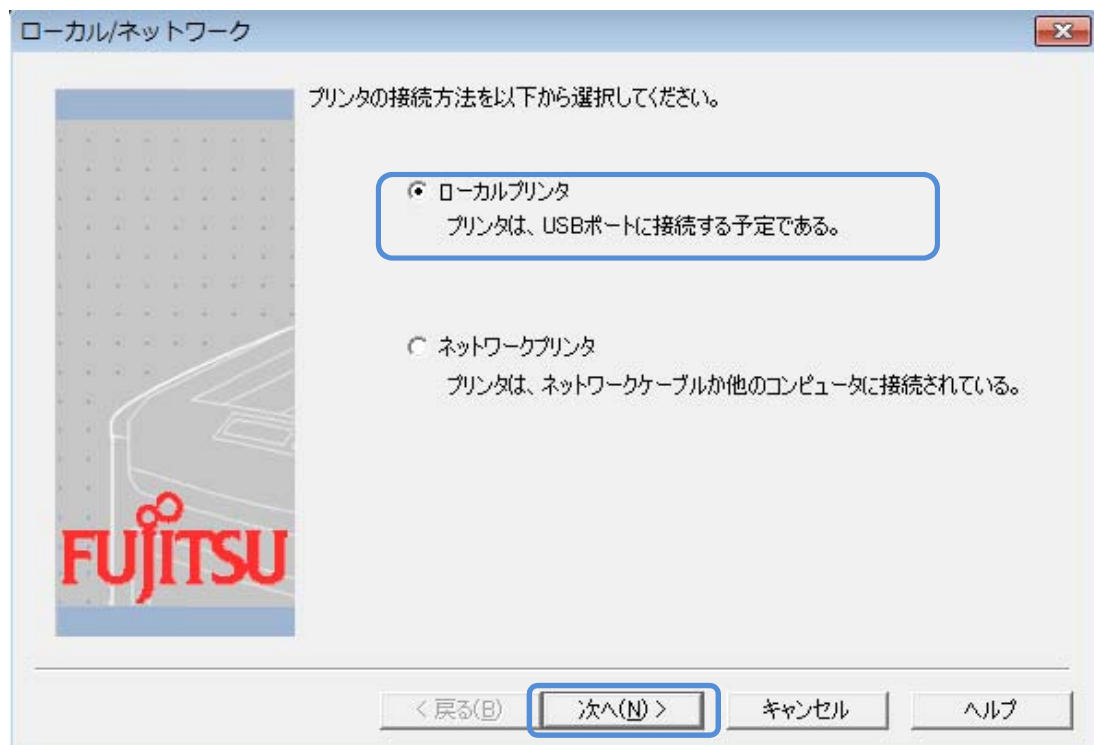 ローカル/ネットワーク
プリンタの接続方法を以下から選択してください。
ローカルプリンタ
プリンタは、USBポートに接続する予定である。
ネットワークプリンタ
プリンタは、ネットワークケーブルか他のコンピュータに接続されている。
FUJITSU
< 戻る(B) 次へ(N) > キャンセル ヘルプ